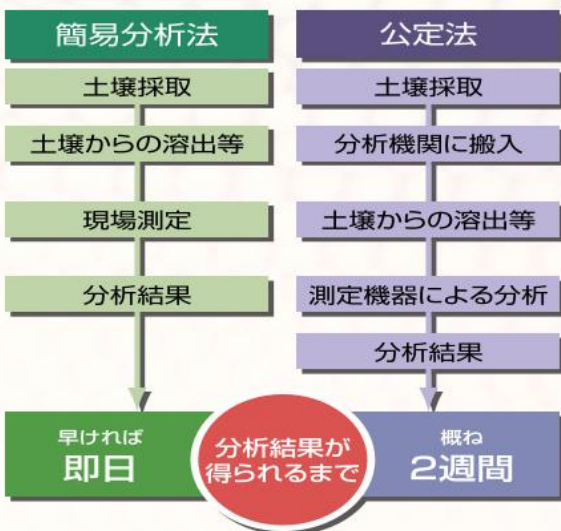 簡易分析法
土壌採取
土壌からの溶出等
現場測定
分析結果
早ければ
即日
公定法
土壌採取
分析機関に搬入
土壌からの溶出等
測定機器による分析
分析結果
概ね
2週間
分析結果が
得られるまで